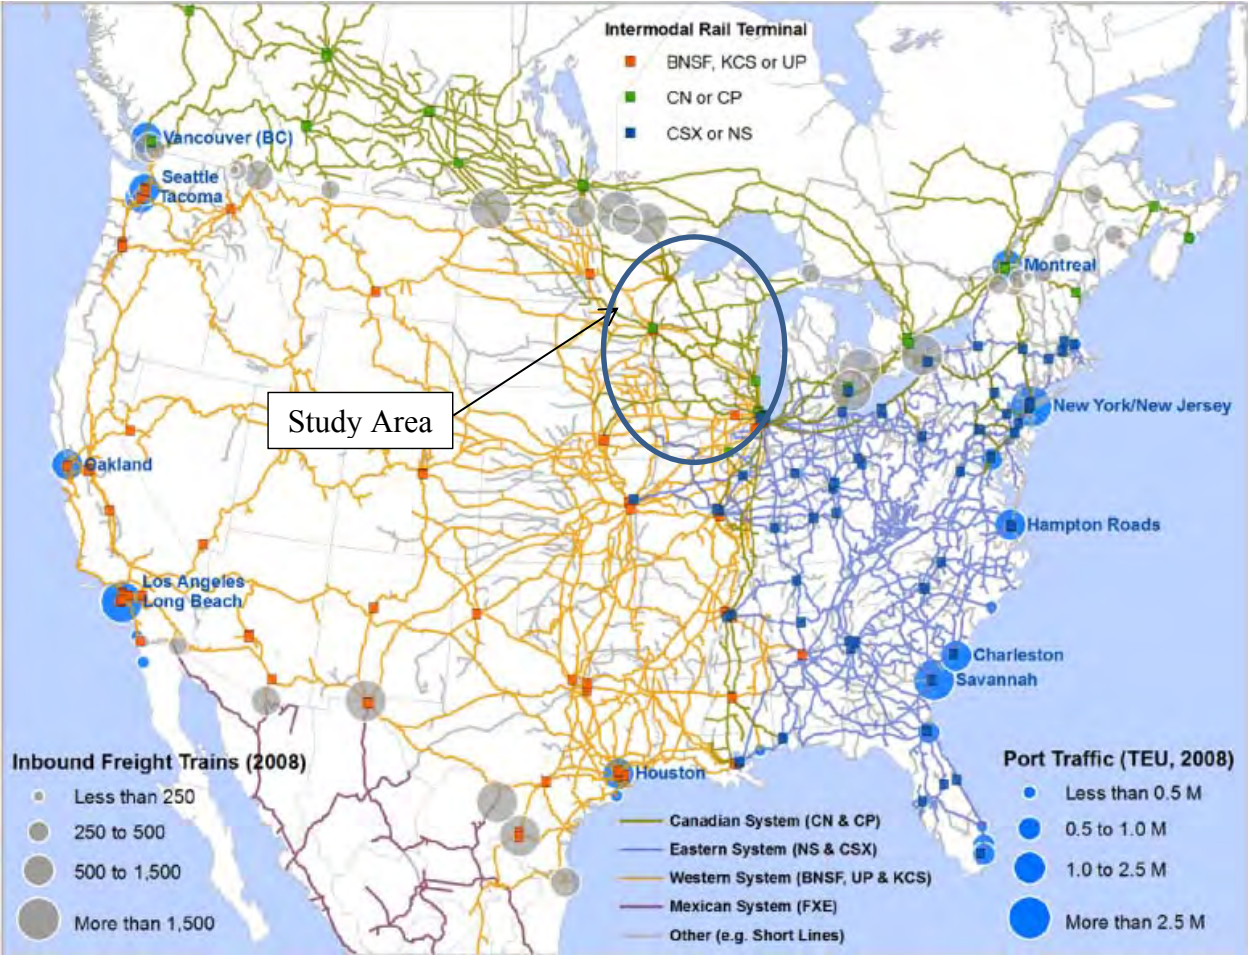 Intermodal Rail Terminal
BNSF, KCS or UP
CN or CP
CSX or NS
Vancouver (BC)
Seattle
Tacoma
Montreal
Study Area
New York/New Jersey
Oakland
Hampton Roads
Los Angeles
Long Beach
Charleston
Savannah
Houston
Inbound Freight Trains (2008)
Less than 250
250 to 500
500 to 1,500
More than 1,500
Canadian System (CN & CP)
Eastern System (NS & CSX)
Western System (BNSF, UP & KCS)
Mexican System (FXE)
Other (e.g. Short Lines)
Port Traffic (TEU, 2008)
Less than 0.5 M
0.5 to 1.0 M
1.0 to 2.5 M
More than 2.5 M